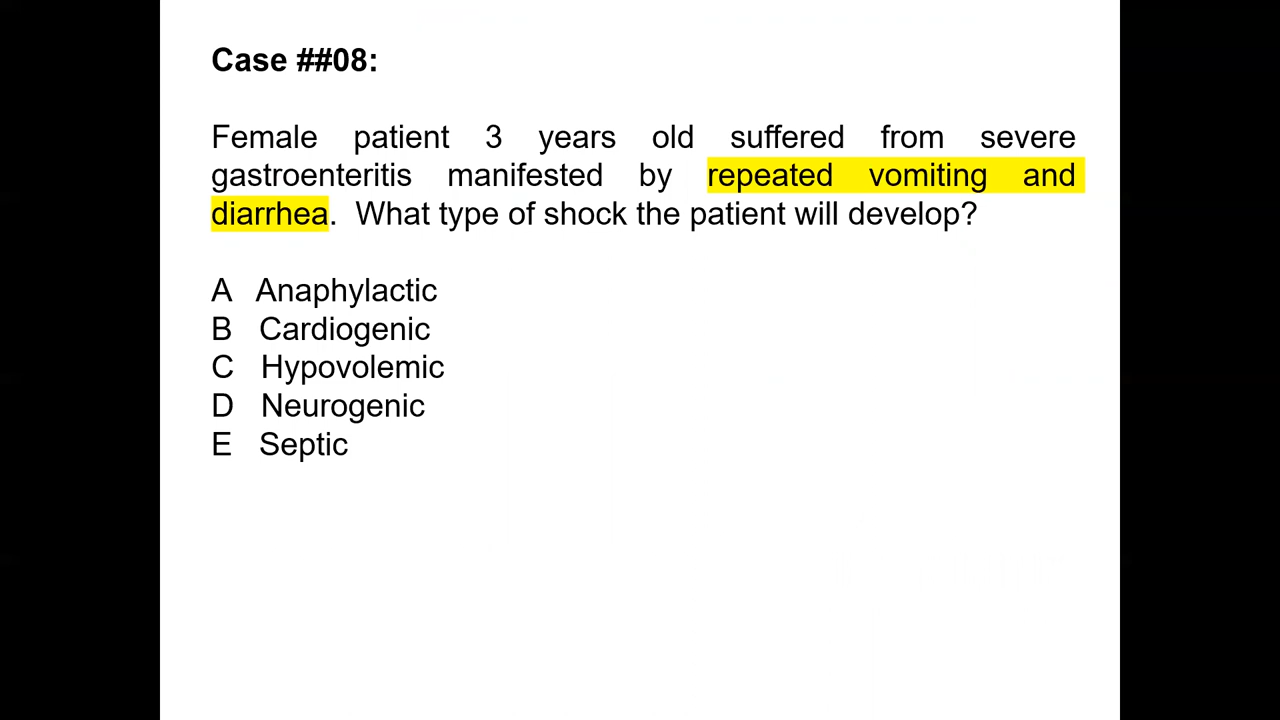 Case ##08:
Female patient 3 years old suffered from severe
gastroenteritis manifested by repeated vomiting and
diarrhea. What type of shock the patient will develop?
A Anaphylactic
B Cardiogenic
C Hypovolemic
D Neurogenic
E Septic